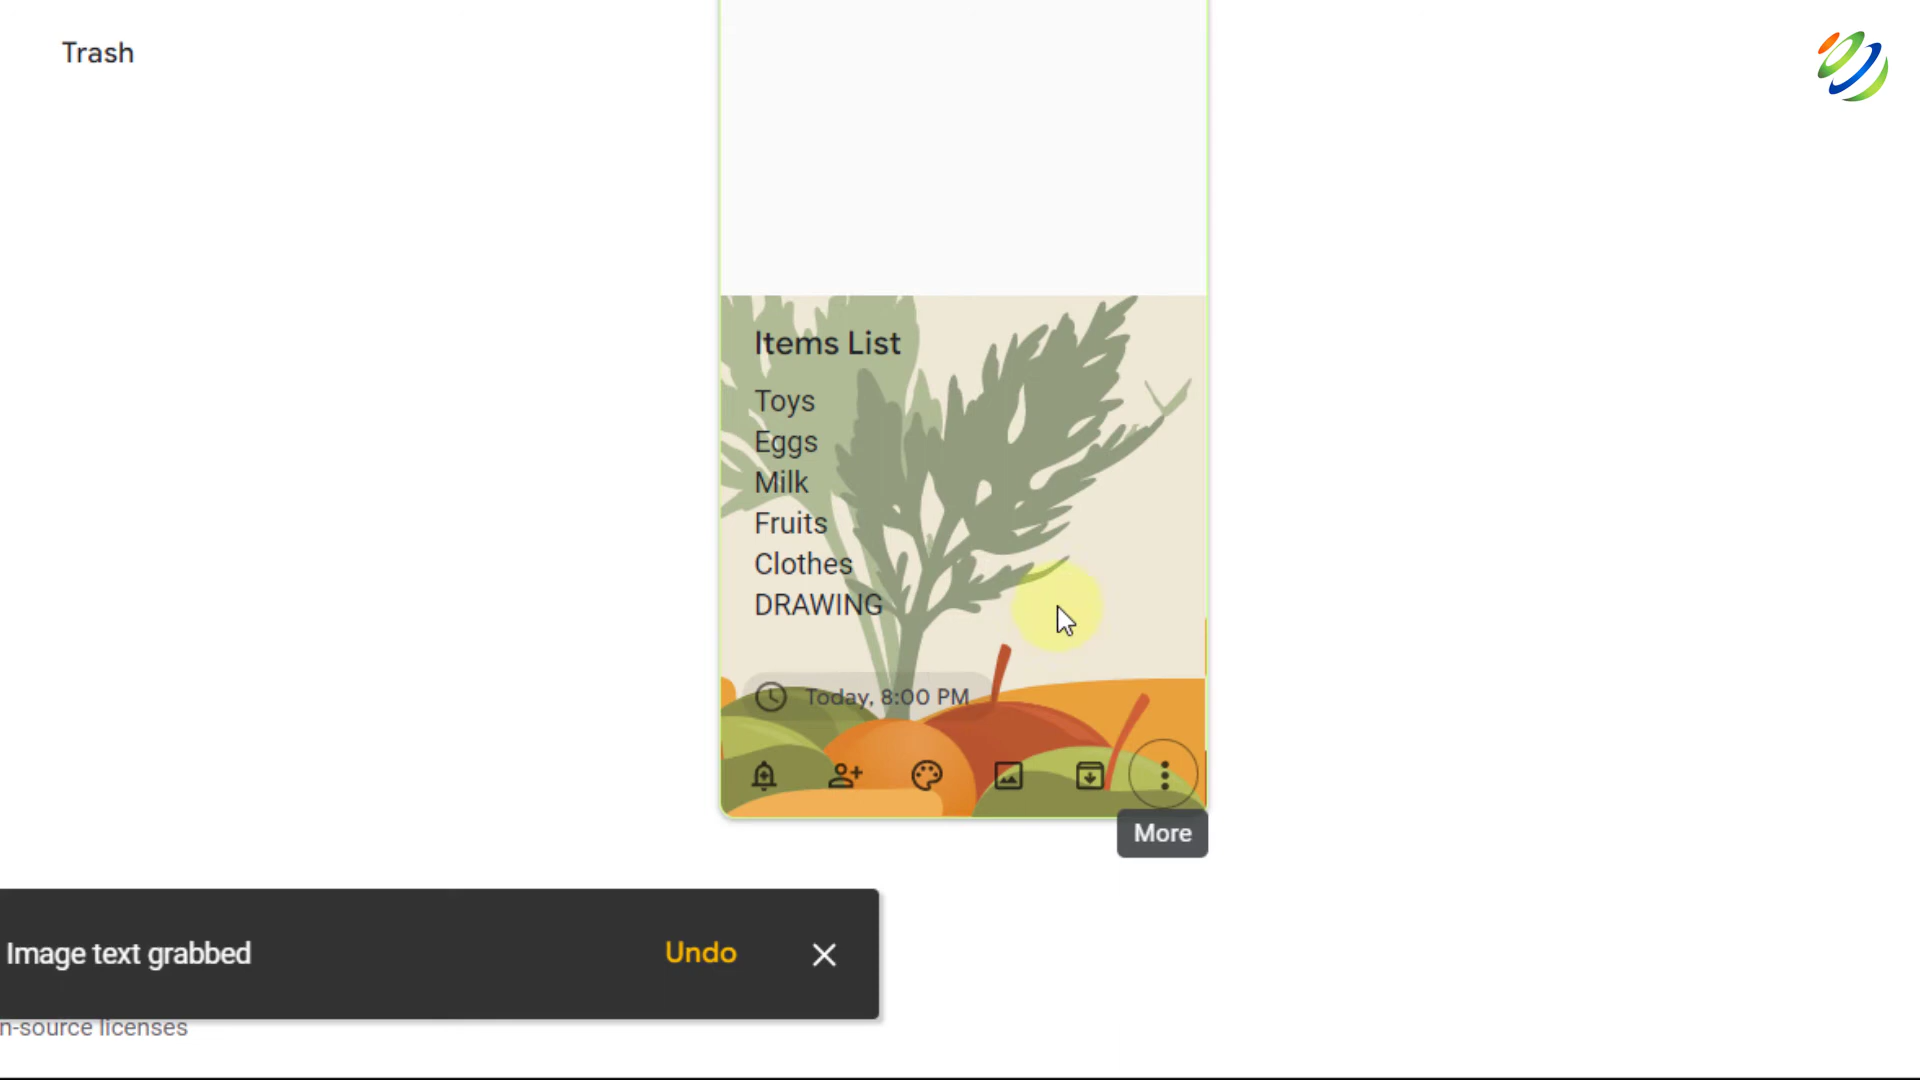 Trash
Items List
Toys
Eggs
Milk
Fruits
Clothes
DRAWING
Today, 8:00 PM
More
Image text grabbed
Undo
n-source licenses